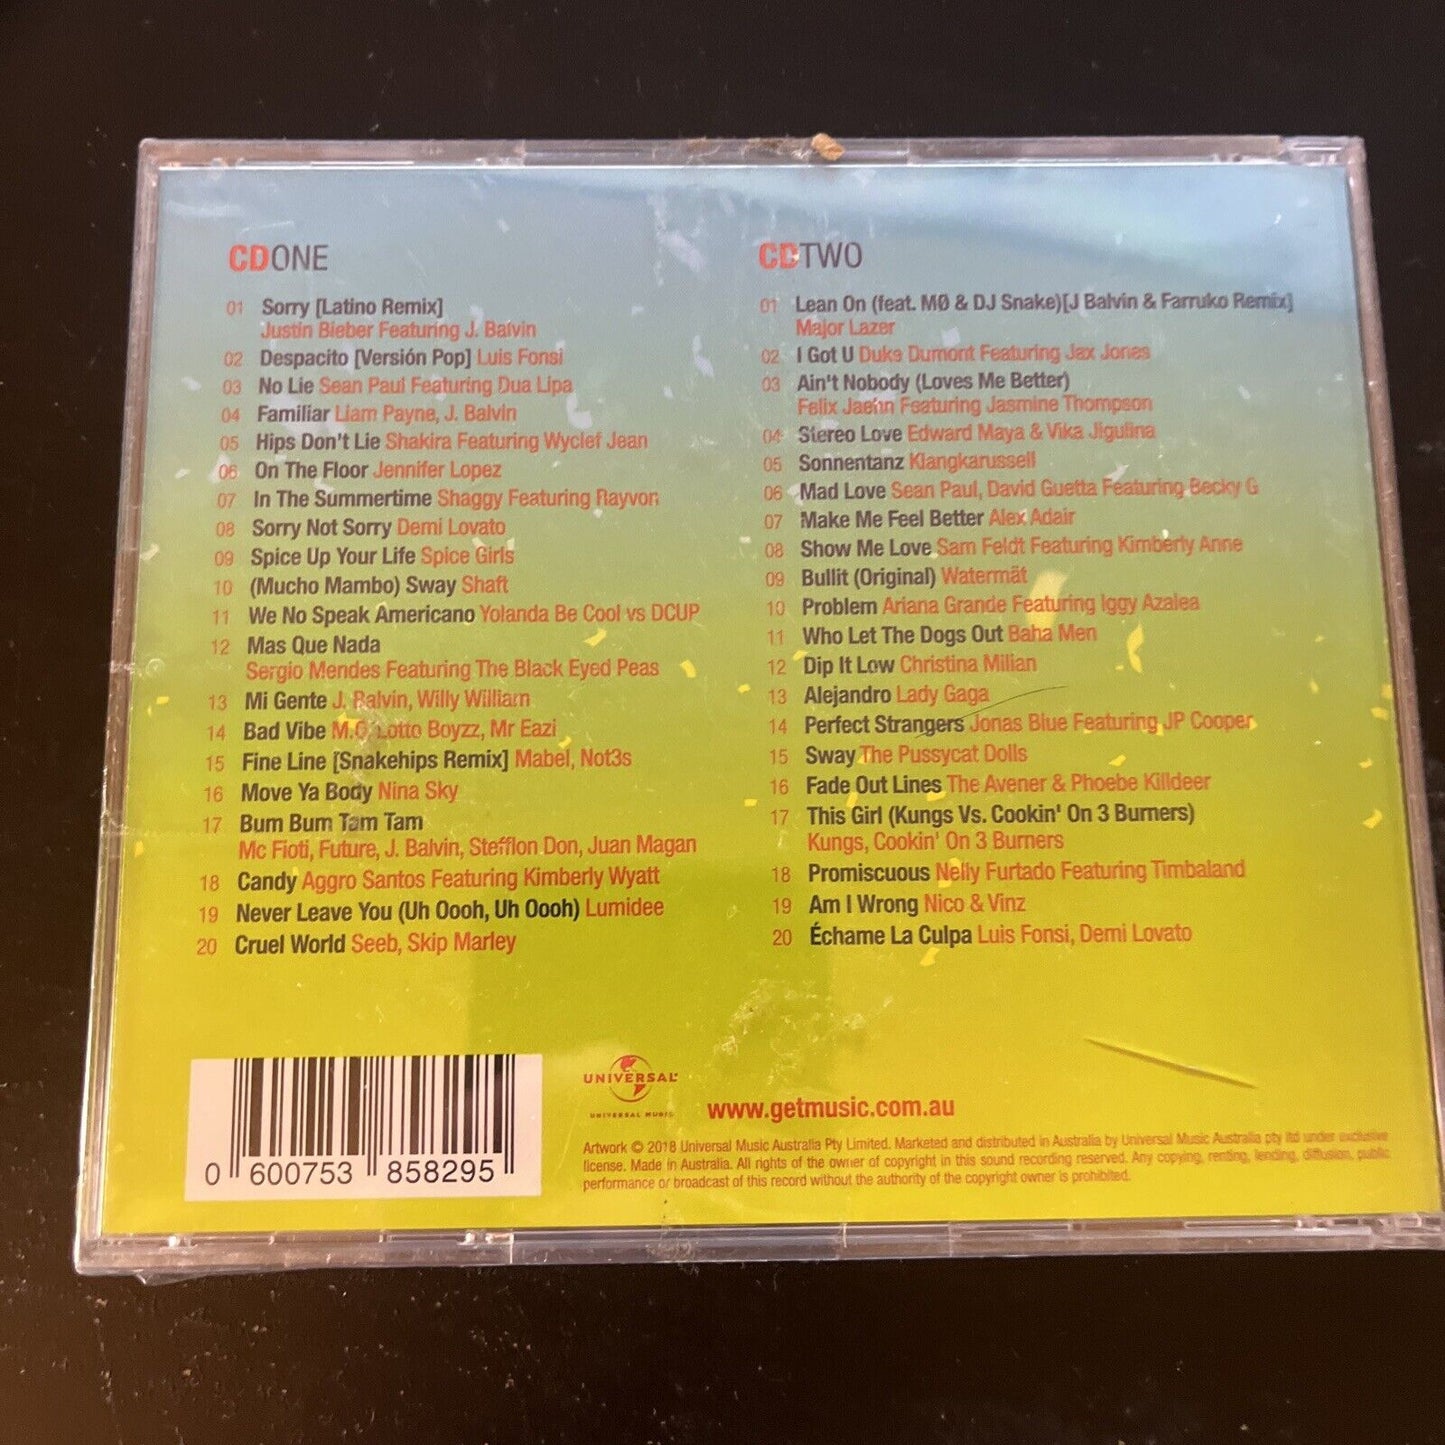 CDONE
01 Sorry [Latino Remix]
Justin Bieber Featuring J. Balvin
02 Despacito [Versión Pop] Luis Fonsi
03 No Lie Sean Paul Featuring Dua Lipa
04 Familiar Liam Payne, J. Balvin
05 Hips Don't Lie Shakira Featuring Wyclef Jean
06 On The Floor Jennifer Lopez
07 In The Summertime Shaggy Featuring Rayvon
08 Sorry Not Sorry Demi Lovato
09 Spice Up Your Life Spice Girls
10 (Mucho Mambo) Sway Shaft
11 We No Speak Americano Yolanda Be Cool vs DCUP
12 Mas Que Nada
Sergio Mendes Featuring The Black Eyed Peas
13 Mi Gente J. Balvin, Willy William
14 Bad Vibe M.O, Lotto Boyzz, Mr Eazi
15 Fine Line [Snakehips Remix] Mabel, Not3s
16 Move Ya Body Nina Sky
17 Bum Bum Tam Tam
Mc Fioti, Future, J. Balvin, Stefflon Don, Juan Magan
18 Candy Aggro Santos Featuring Kimberly Wyatt
19 Never Leave You (Uh Oooh, Uh Oooh) Lumidee
20 Cruel World Seeb, Skip Marley
CDTWO
01 Lean On (feat. MØ & DJ Snake)[J Balvin & Farruko Remix]
Major Lazer
02 I Got U Duke Dumont Featuring Jax Jones
03 Ain't Nobody (Loves Me Better)
Felix Jaehn Featuring Jasmine Thompson
04 Stereo Love Edward Maya & Vika Jigulina
05 Sonnentanz Klangkarussell
06 Mad Love Sean Paul, David Guetta Featuring Becky G
07 Make Me Feel Better Alex Adair
08 Show Me Love Sam Feldt Featuring Kimberly Anne
09 Bullit (Original) Watermät
10 Problem Ariana Grande Featuring Iggy Azalea
11 Who Let The Dogs Out Baha Men
12 Dip It Low Christina Milian
13 Alejandro Lady Gaga
14 Perfect Strangers Jonas Blue Featuring JP Cooper
15 Sway The Pussycat Dolls
16 Fade Out Lines The Avener & Phoebe Killdeer
17 This Girl (Kungs Vs. Cookin' On 3 Burners)
Kungs, Cookin' On 3 Burners
18 Promiscuous Nelly Furtado Featuring Timbaland
19 Am I Wrong Nico & Vinz
20 Échame La Culpa Luis Fonsi, Demi Lovato
0 600753 858295
UNIVERSAL
UNIVERSAL MUSIC
www.getmusic.com.au
Artwork © 2018 Universal Music Australia Pty Limited. Marketed and distributed in Australia by Universal Music Australia pty ltd under exclusive
license. Made in Australia. All rights of the owner of copyright in this sound recording reserved. Any copying, renting, lending, diffusion, public
performance or broadcast of this record without the authority of the copyright owner is prohibited.